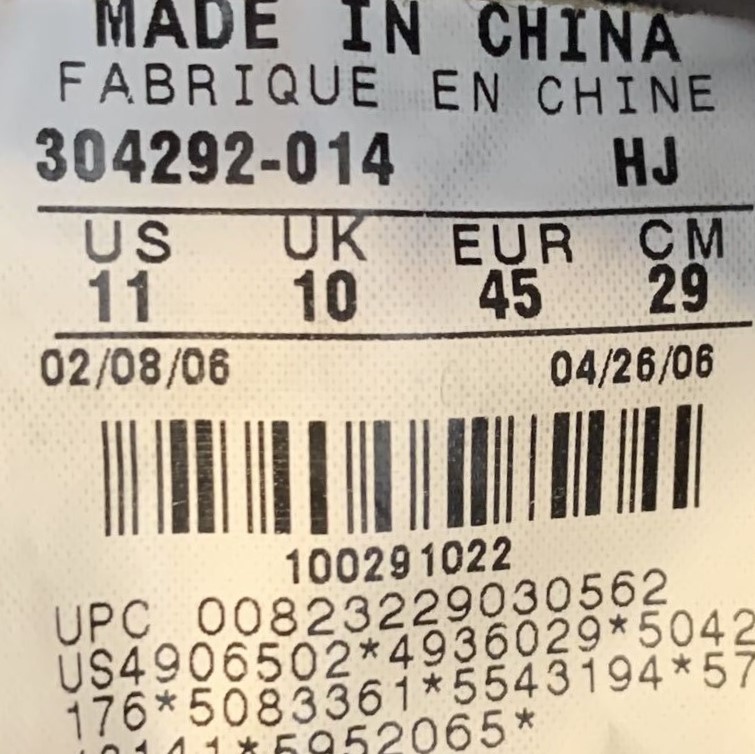 MADE IN CHINA
FABRIQUE EN CHINE
304292-014 HJ
US UK EUR CM
11 10 45 29
02/08/06 04/26/06
100291022
UPC 00823229030562
US4906502*4936029*5042
176*5083361*5543194*57
141*5952065*